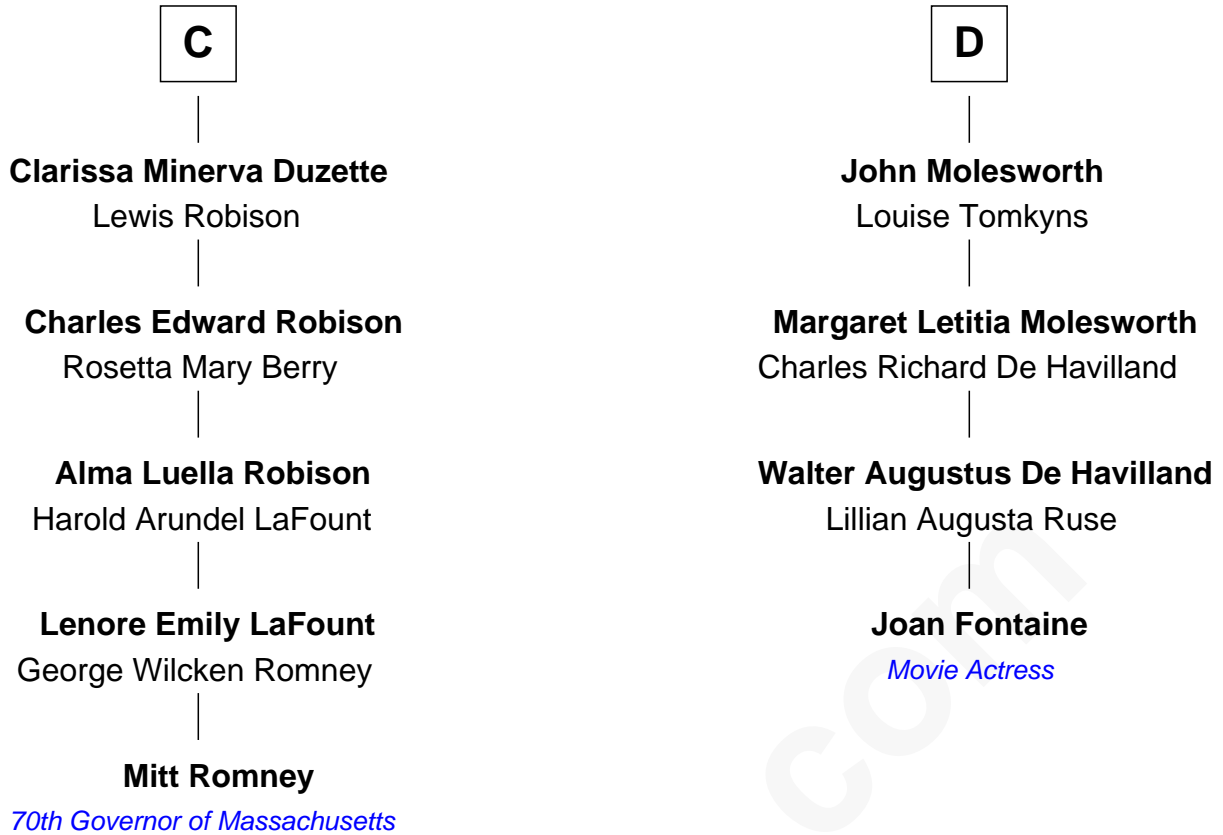 C
Clarissa Minerva Duzette
Lewis Robison
Charles Edward Robison
Rosetta Mary Berry
Alma Luella Robison
Harold Arundel LaFount
Lenore Emily LaFount
George Wilcken Romney
Mitt Romney
70th Governor of Massachusetts
D
John Molesworth
Louise Tomkyns
Margaret Letitia Molesworth
Charles Richard De Havilland
Walter Augustus De Havilland
Lillian Augusta Ruse
Joan Fontaine
Movie Actress
com